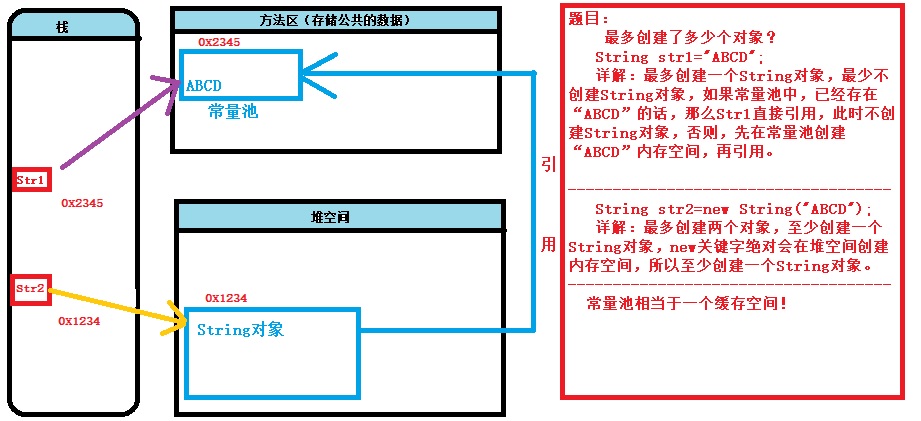 栈
方法区（存储公共的数据）
0x2345
ABCD
常量池
Str1
0x2345
堆空间
Str2
0x1234
0x1234
String对象
引
用
题目：
最多创建了多少个对象？
String str1="ABCD";
详解：最多创建一个String对象，最少不
创建String对象，如果常量池中，已经存在
“ABCD”的话，那么Str1直接引用，此时不创
建String对象，否则，先在常量池创建
“ABCD”内存空间，再引用。
------------------------------------
String str2=new String("ABCD");
详解：最多创建两个对象，至少创建一个
String对象，new关键字绝对会在堆空间创建
内存空间，所以至少创建一个String对象。
------------------------------------
常量池相当于一个缓存空间！